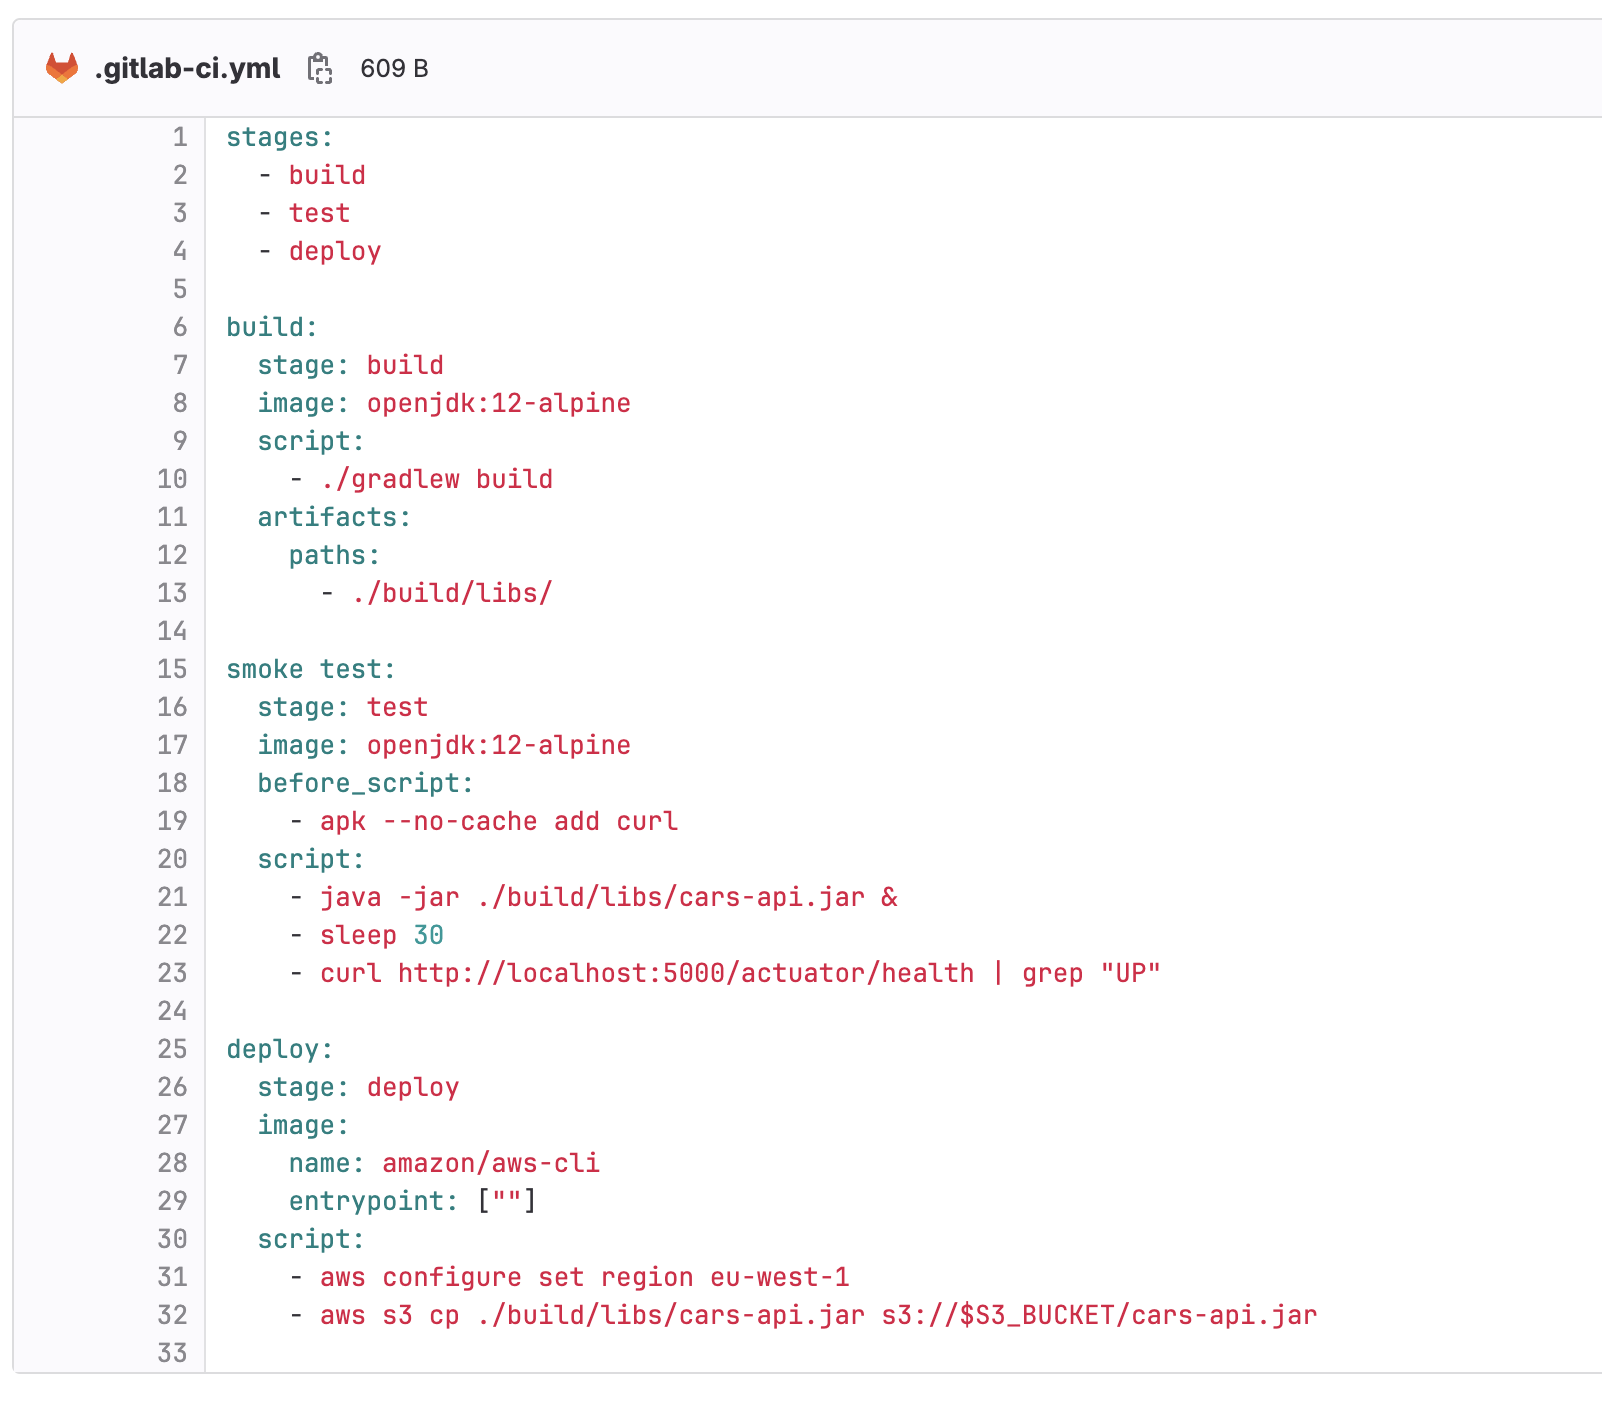 .gitlab-ci.yml 609 B
1 stages:
2   - build
3   - test
4   - deploy
5
6 build:
7   stage: build
8   image: openjdk:12-alpine
9   script:
10     - ./gradlew build
11   artifacts:
12     paths:
13       - ./build/libs/
14
15 smoke test:
16   stage: test
17   image: openjdk:12-alpine
18   before_script:
19     - apk --no-cache add curl
20   script:
21     - java -jar ./build/libs/cars-api.jar &
22     - sleep 30
23     - curl http://localhost:5000/actuator/health | grep "UP"
24
25 deploy:
26   stage: deploy
27   image:
28     name: amazon/aws-cli
29     entrypoint: [""]
30   script:
31     - aws configure set region eu-west-1
32     - aws s3 cp ./build/libs/cars-api.jar s3://$S3_BUCKET/cars-api.jar
33